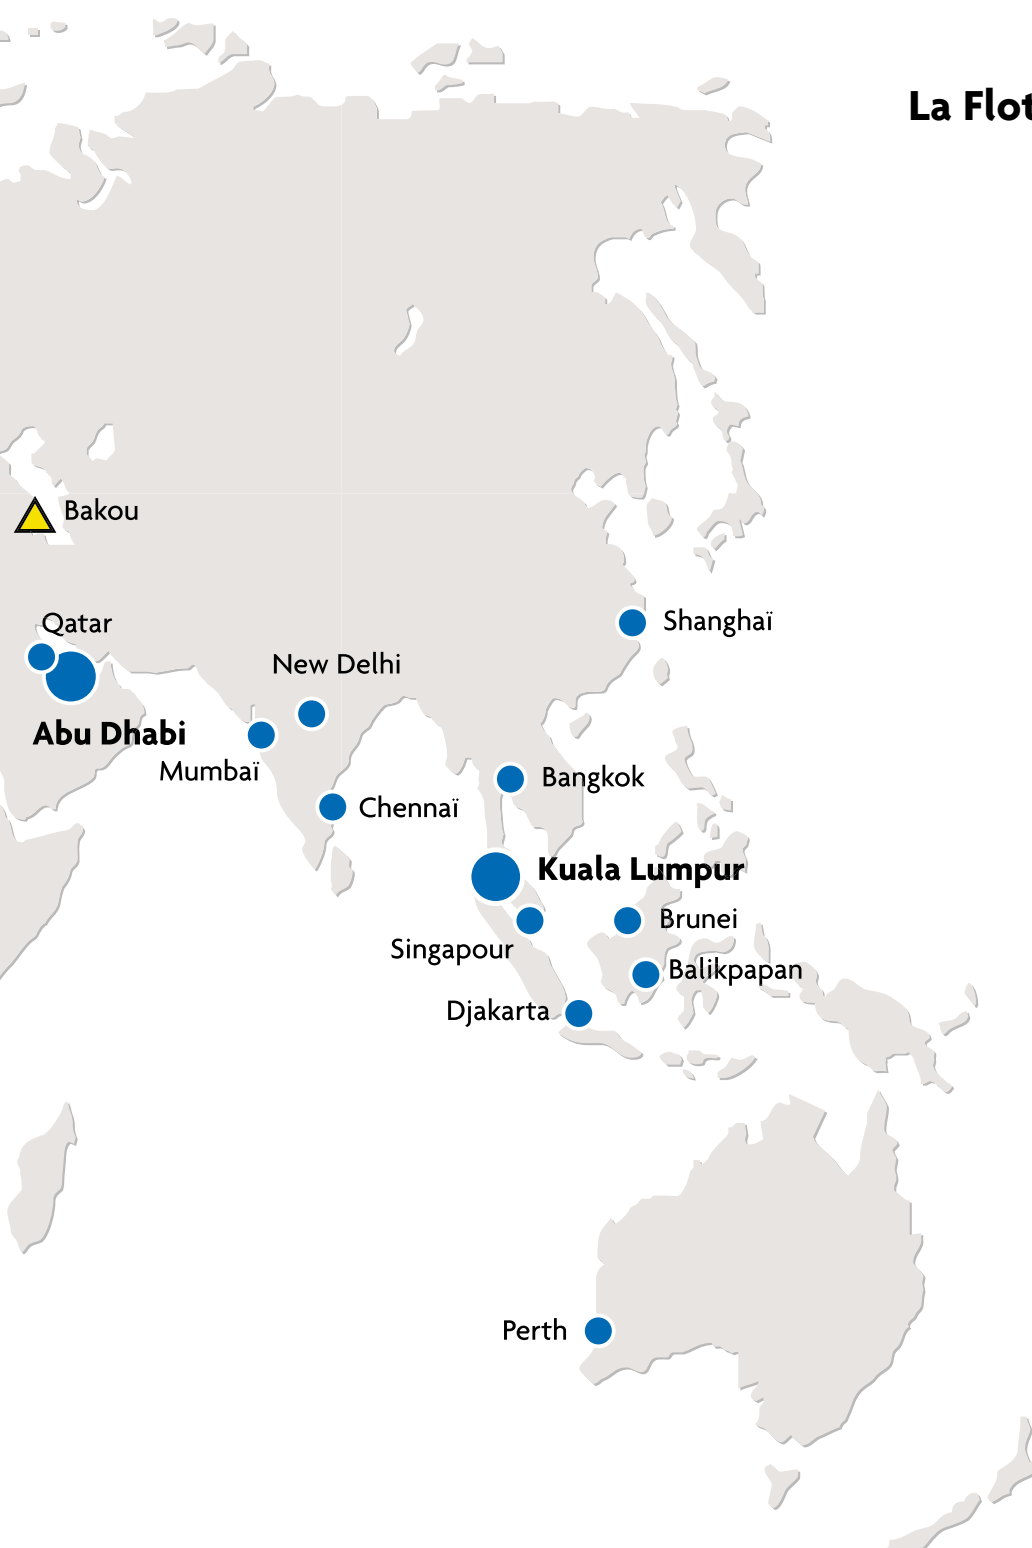 La Flot
Bakou
Qatar
Shanghaï
New Delhi
Abu Dhabi
Mumbaï
Bangkok
Chennaï
Kuala Lumpur
Brunei
Singapour
Balikpapan
Djakarta
Perth